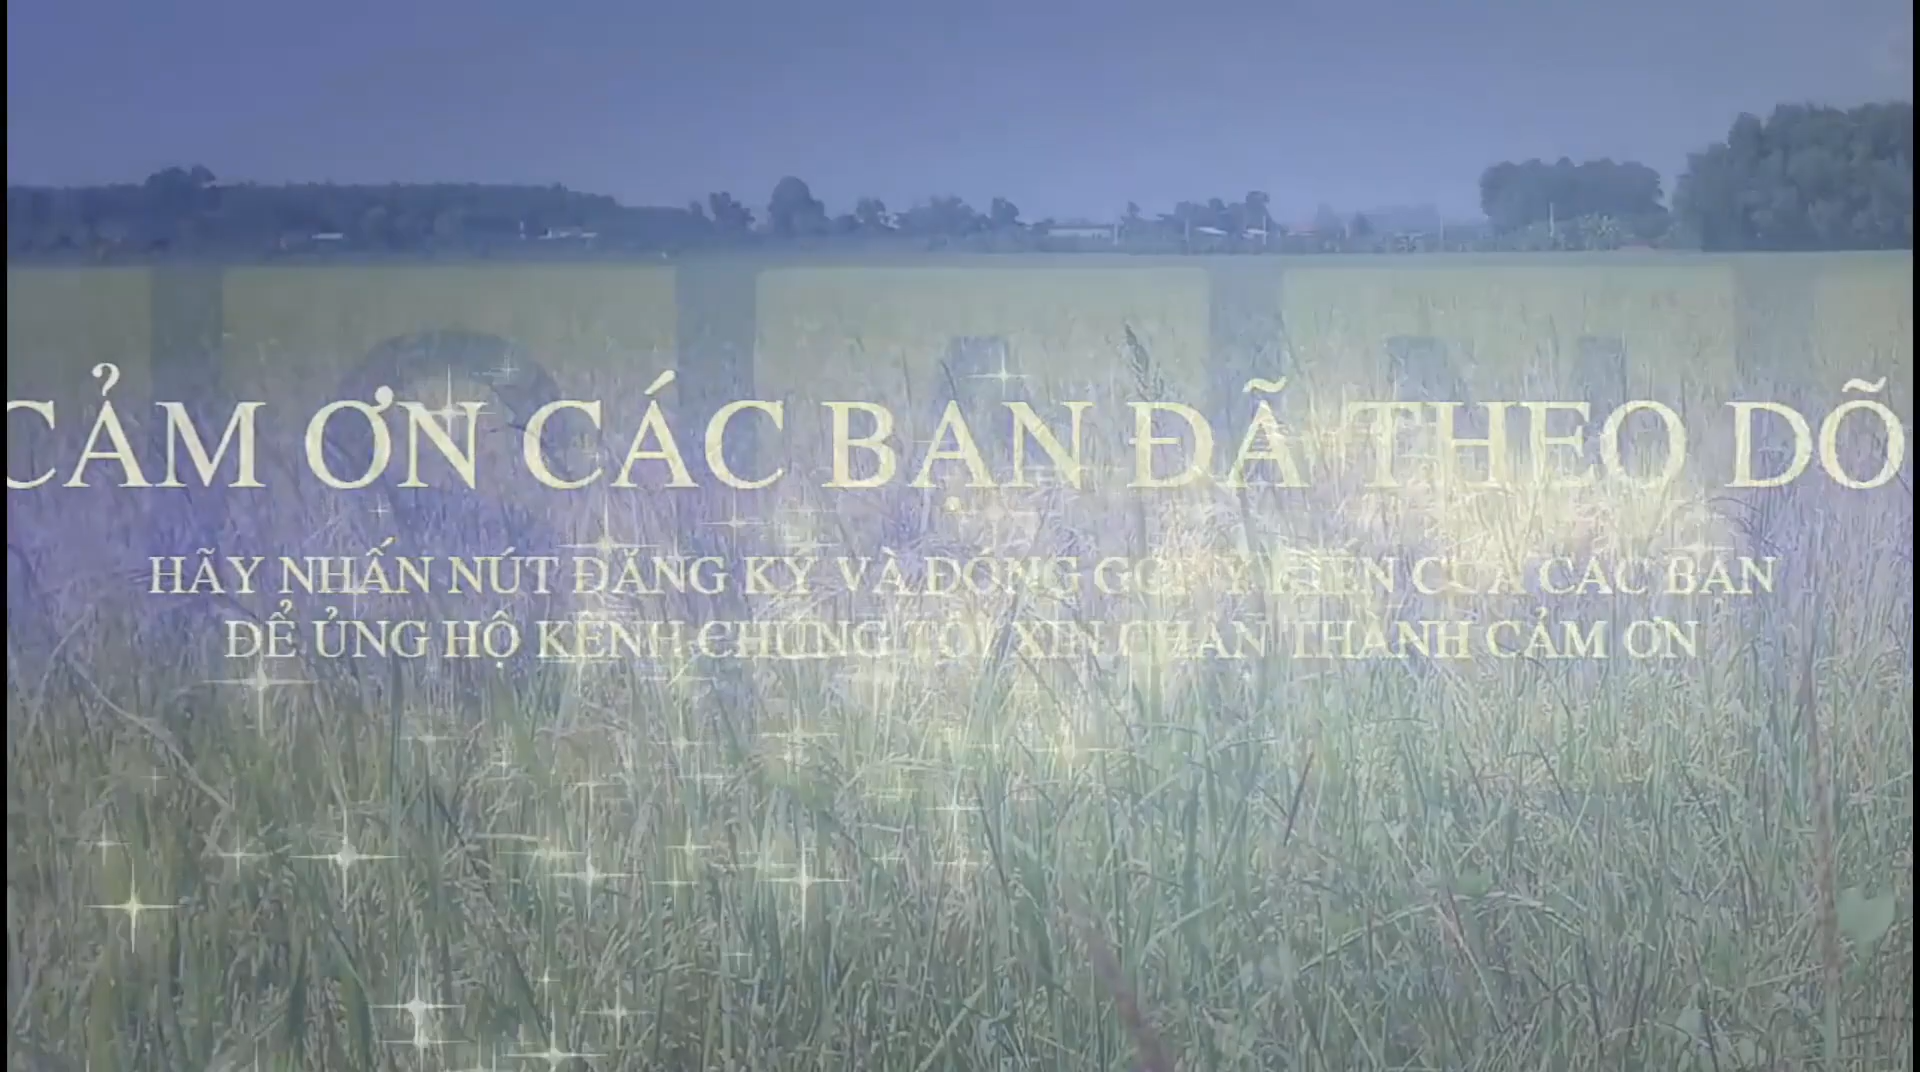 CẢM ƠN CÁC BẠN ĐÃ THEO DÕ
HÃY NHẤN NÚT ĐĂNG KÝ VÀ ĐÓNG GÓP Ý KIẾN CỦA CÁC BẠN
ĐỂ ỦNG HỘ KÊNH CHÚNG TÔI XIN CHÂN THÀNH CẢM ƠN